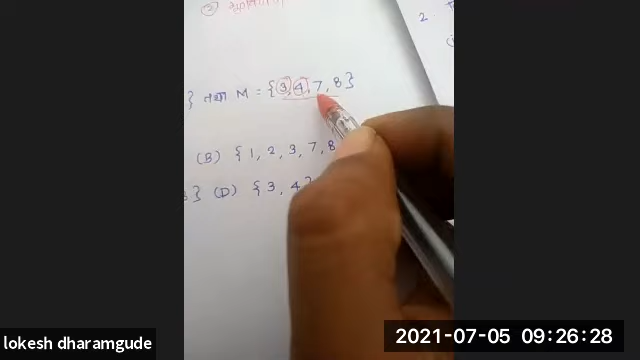 } तथा M = {3, 4, 7, 8}
(B) {1, 2, 3, 7, 8
} (D) {3, 4}
2.
lokesh dharamgude
2021-07-05 09:26:28